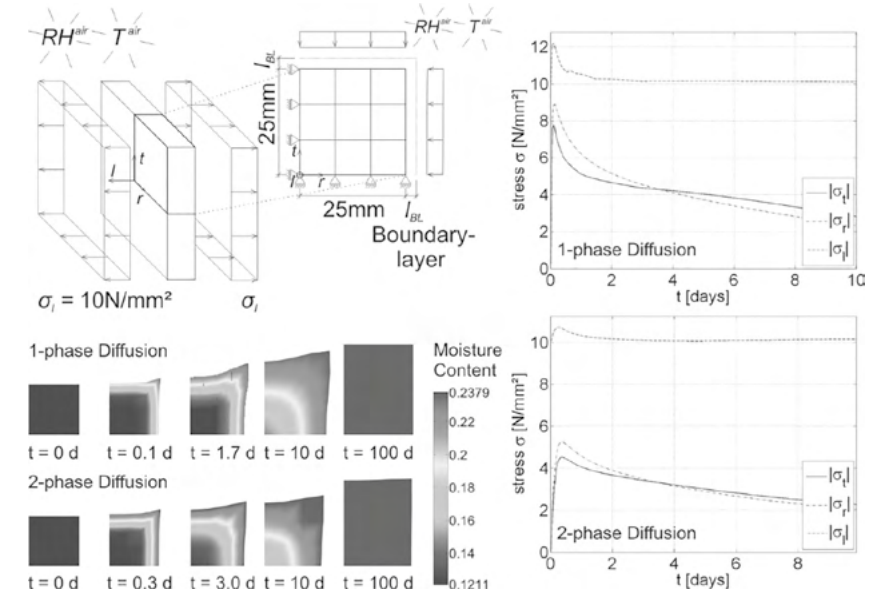 RH^air T^air
RH^air T^air
l_BL
25mm
t
l r
25mm l_BL
Boundary-
layer
t
l
r
σ_l = 10N/mm² σ_l
12
10
8
6
4
2
0
stress σ [N/mm²]
1-phase Diffusion
|σ_t|
|σ_r|
|σ_l|
0 2 4 6 8 10
t [days]
1-phase Diffusion
t = 0 d t = 0.1 d t = 1.7 d t = 10 d t = 100 d
2-phase Diffusion
t = 0 d t = 0.3 d t = 3.0 d t = 10 d t = 100 d
Moisture
Content
0.2379
0.22
0.2
0.18
0.16
0.14
0.1211
10
8
6
4
2
0
stress σ [N/mm²]
2-phase Diffusion
|σ_t|
|σ_r|
|σ_l|
0 2 4 6 8
t [days]